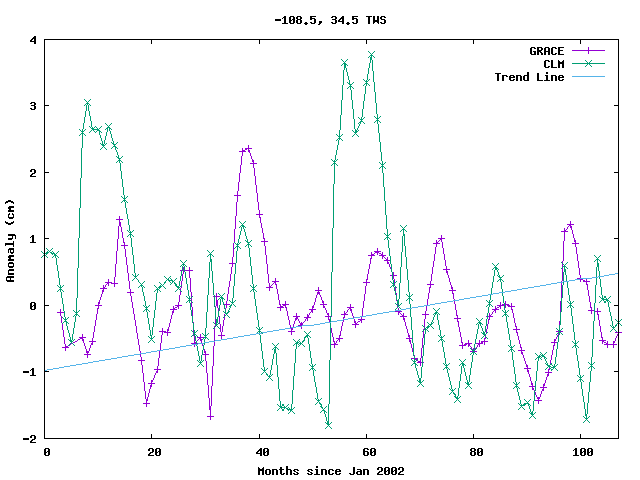 -108.5, 34.5 TWS
GRACE
CLM
Trend Line
4
3
2
1
0
-1
-2
Anomaly (cm)
0 20 40 60 80 100
Months since Jan 2002